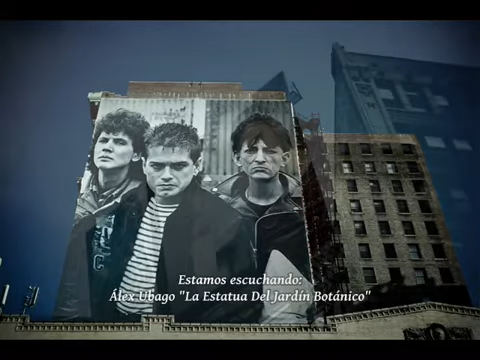 Estamos escuchando:
Álex Ubago "La Estatua Del Jardín Botánico"